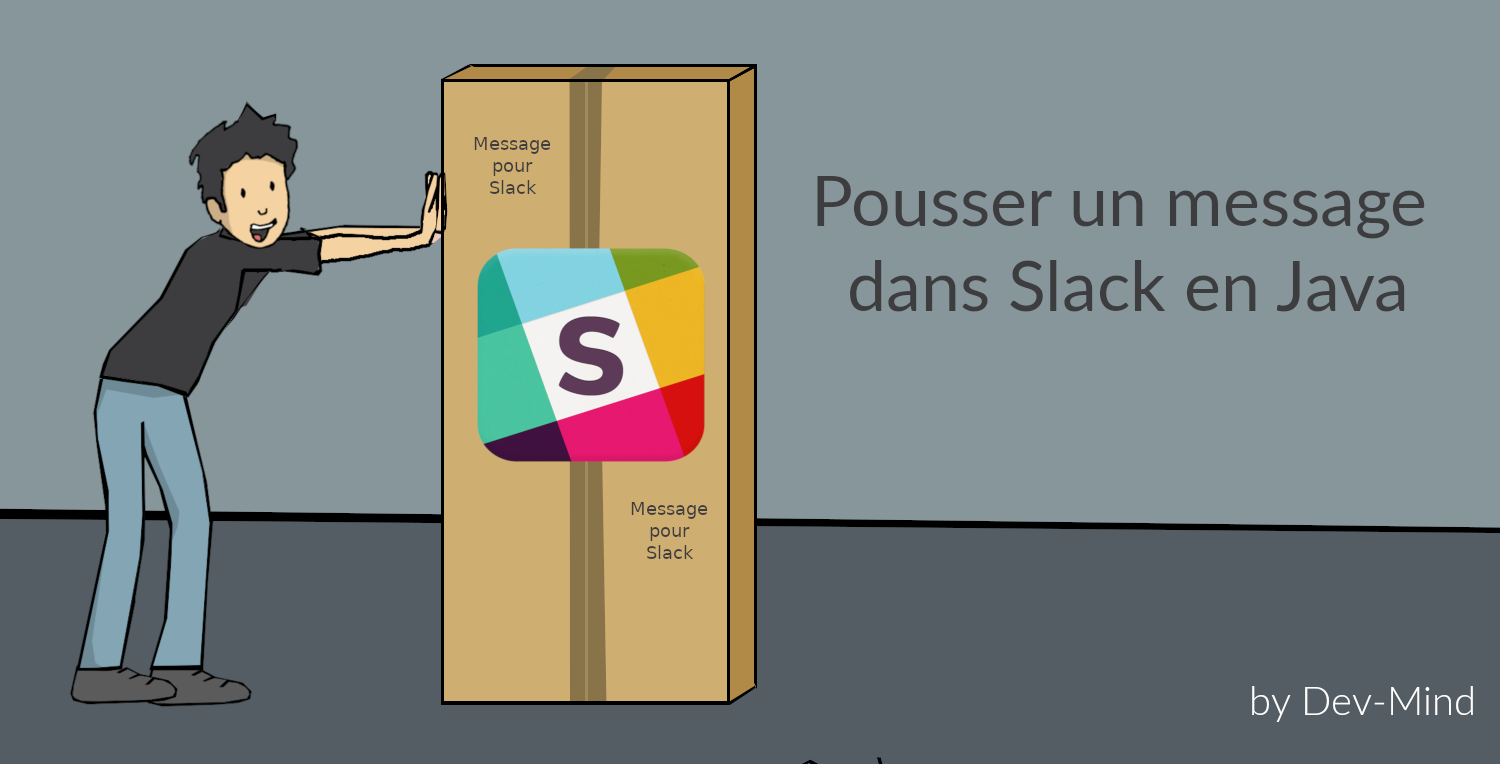 Message
pour
Slack
S
Message
pour
Slack
Pousser un message
dans Slack en Java
by Dev-Mind